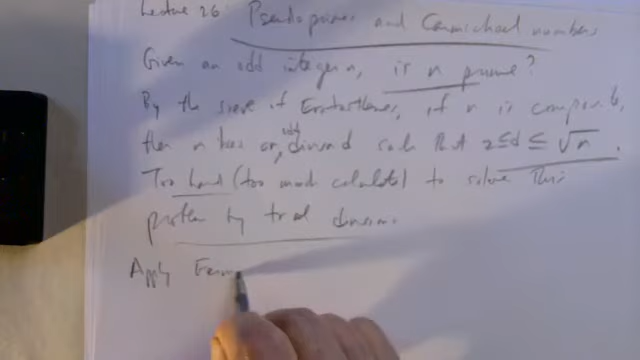 Lecture 26: Pseudoprimes and Carmichael numbers
Given an odd integer n, is n prime?
By the sieve of Eratosthenes, if n is composite,
then n has an odd divisor d such that 2 ≤ d ≤ √n.
Too hard (too much calculation) to solve this
problem by trial division.
Apply Ferm